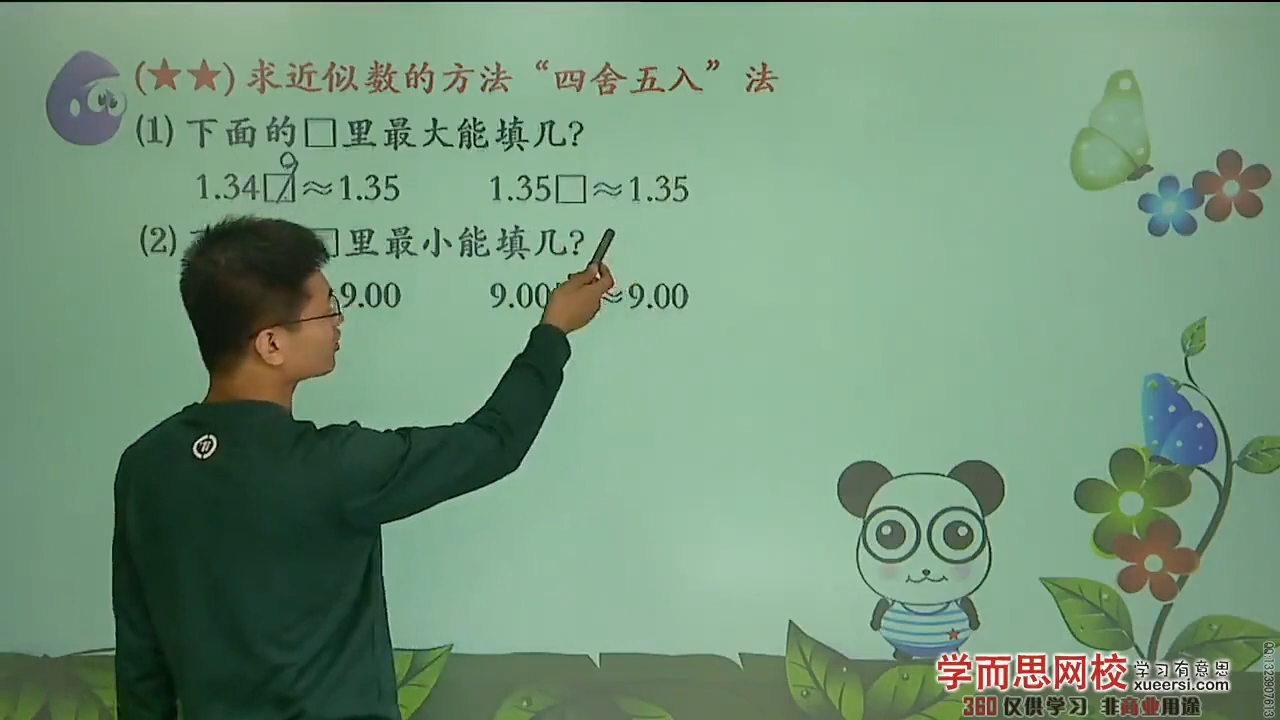 (★★) 求近似数的方法“四舍五入”法
(1) 下面的□里最大能填几?
9
1.34□≈1.35 1.35□≈1.35
(2) □里最小能填几?
9.00 9.00 ≈9.00
学而思网校 学习有意思
xueersi.com
360 仅供学习 非商业用途